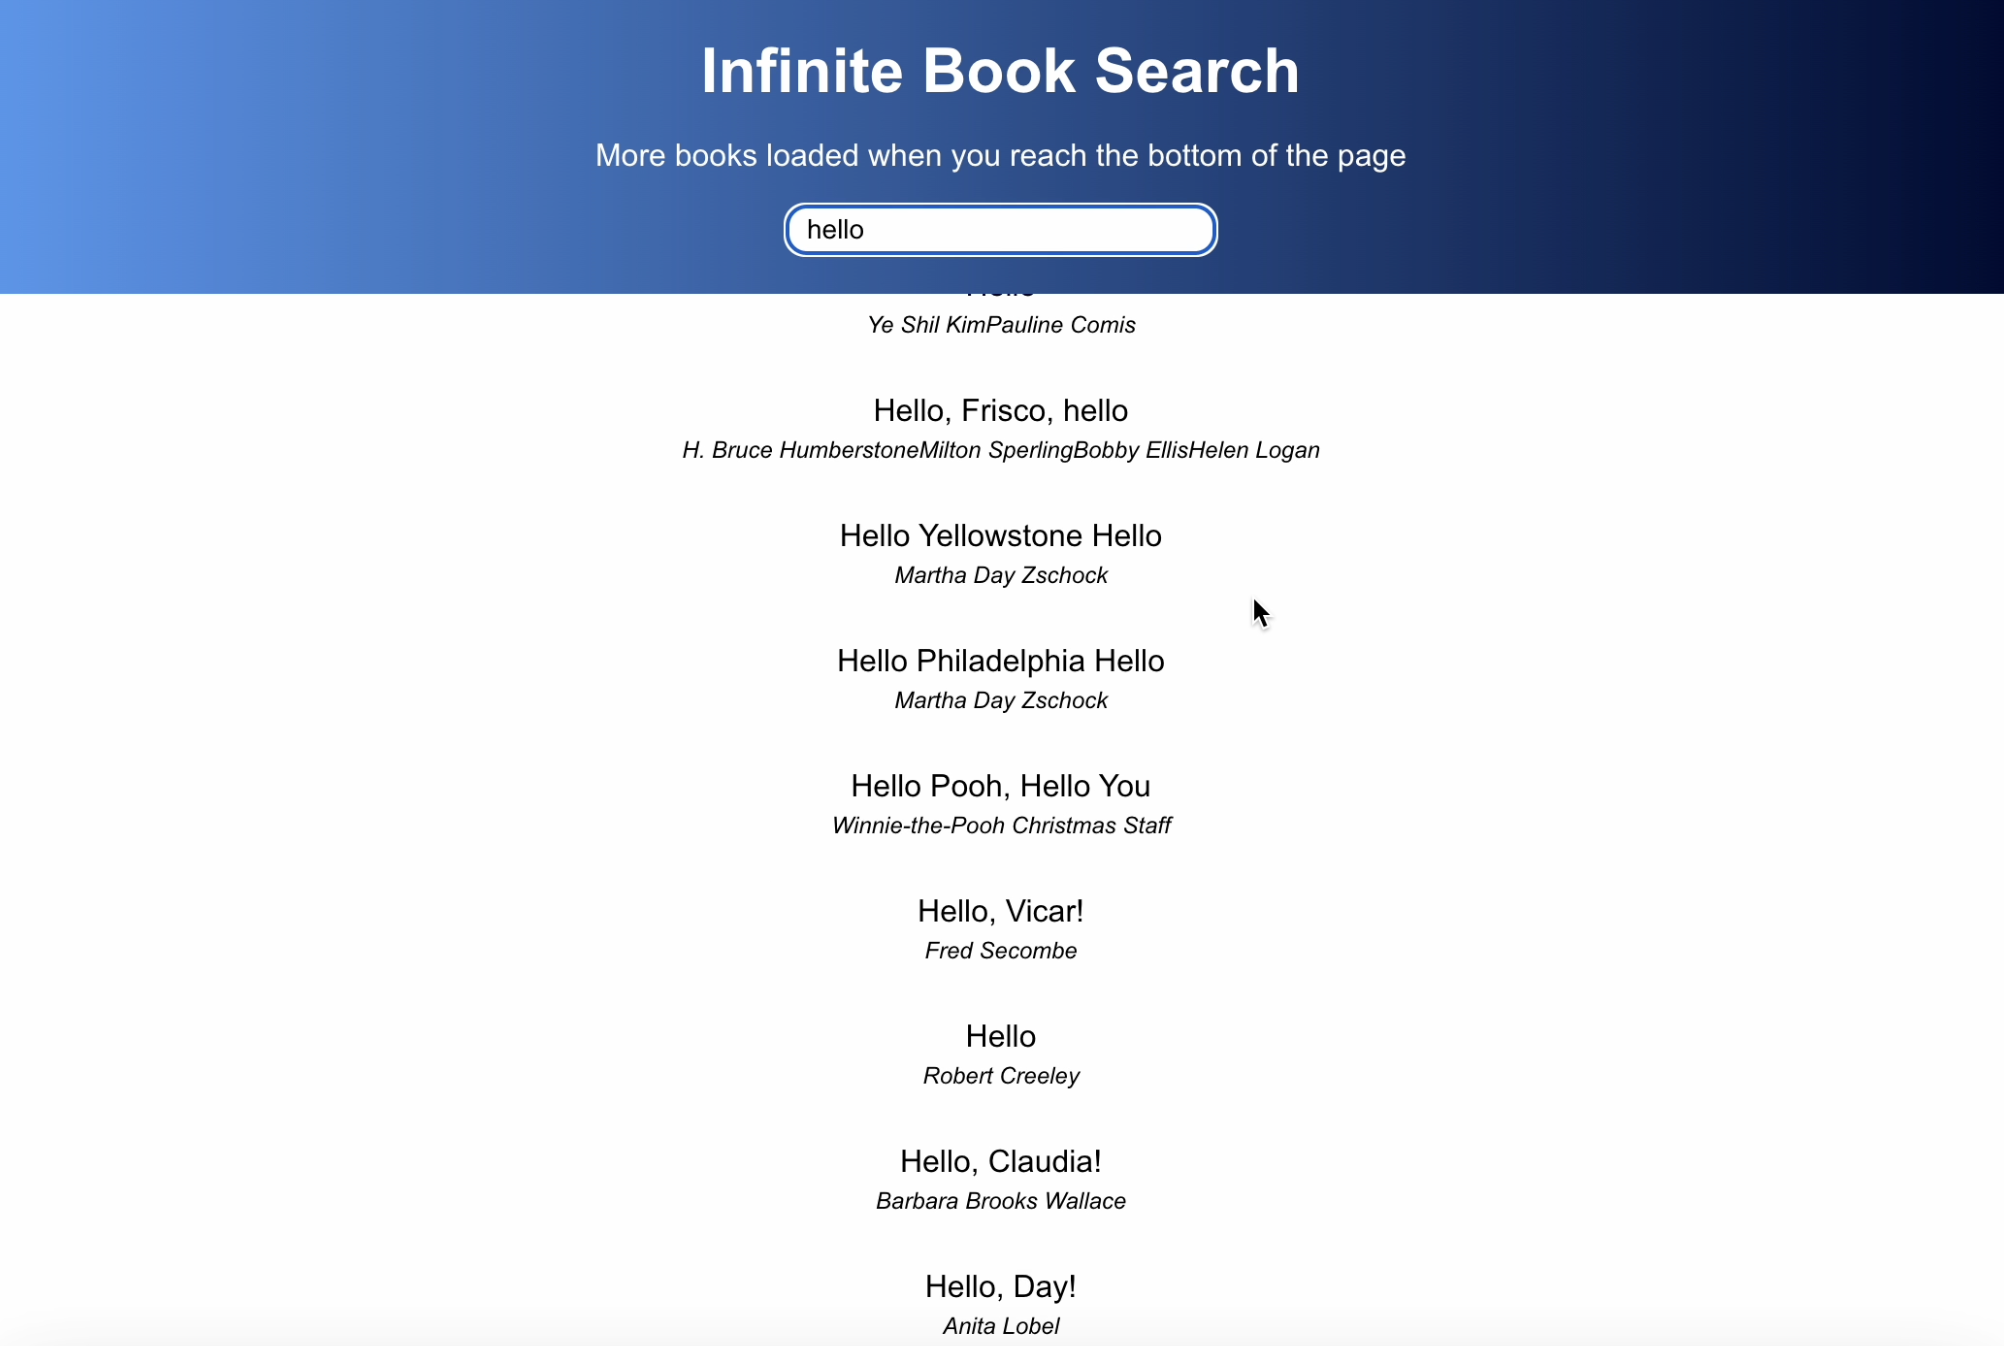 Infinite Book Search
More books loaded when you reach the bottom of the page
hello
Ye Shil KimPauline Comis
Hello, Frisco, hello
H. Bruce HumberstoneMilton SperlingBobby EllisHelen Logan
Hello Yellowstone Hello
Martha Day Zschock
Hello Philadelphia Hello
Martha Day Zschock
Hello Pooh, Hello You
Winnie-the-Pooh Christmas Staff
Hello, Vicar!
Fred Secombe
Hello
Robert Creeley
Hello, Claudia!
Barbara Brooks Wallace
Hello, Day!
Anita Lobel